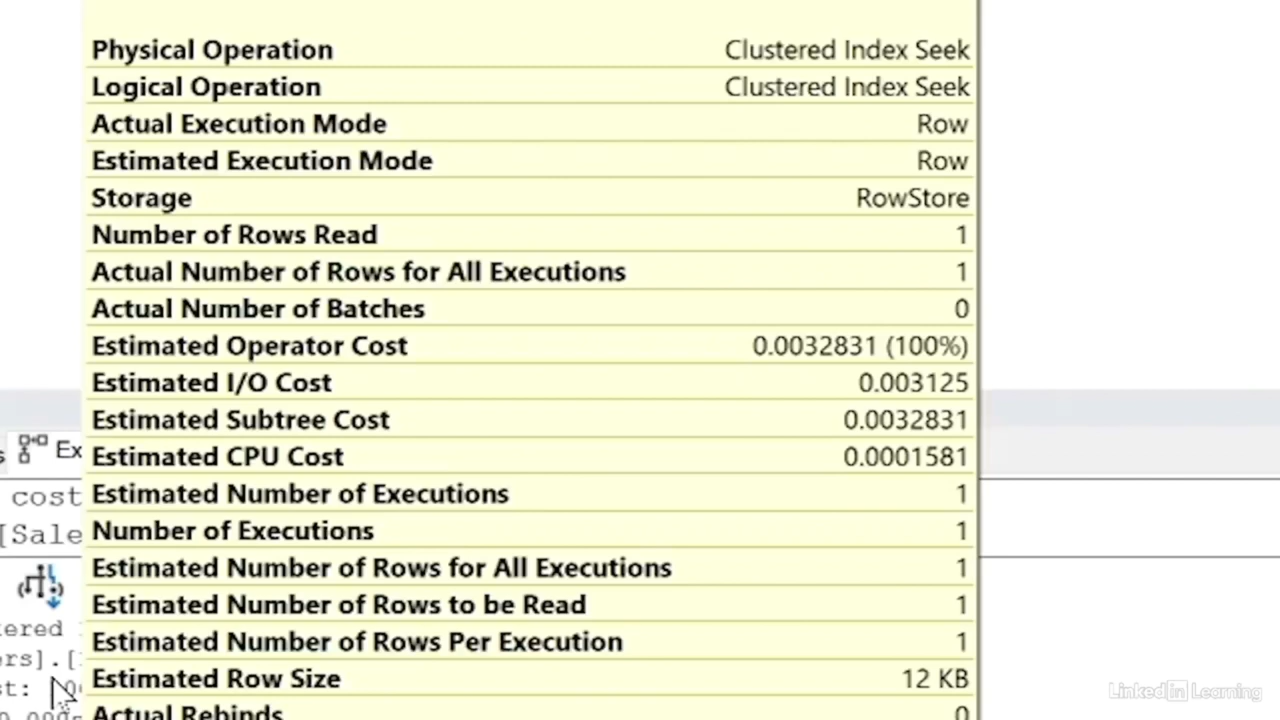 Physical Operation Clustered Index Seek
Logical Operation Clustered Index Seek
Actual Execution Mode Row
Estimated Execution Mode Row
Storage RowStore
Number of Rows Read 1
Actual Number of Rows for All Executions 1
Actual Number of Batches 0
Estimated Operator Cost 0.0032831 (100%)
Estimated I/O Cost 0.003125
Estimated Subtree Cost 0.0032831
s Ex
Estimated CPU Cost 0.0001581
cost
Estimated Number of Executions 1
[Sale
Number of Executions 1
Estimated Number of Rows for All Executions 1
Estimated Number of Rows to be Read 1
tered
Estimated Number of Rows Per Execution 1
ers].[
Estimated Row Size 12 KB
st:
Actual Rebinds 0
LinkedIn Learning